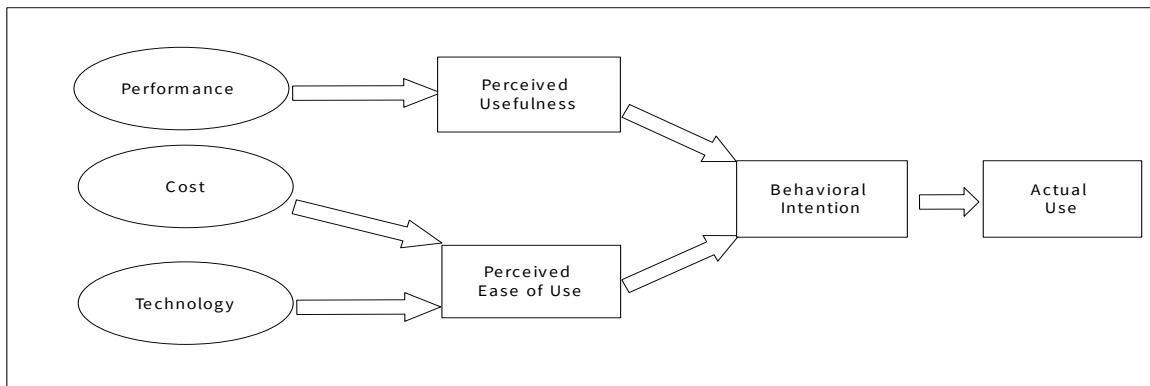 Performance
Perceived
Usefulness
Cost
Behavioral
Intention
Actual
Use
Perceived
Ease of Use
Technology